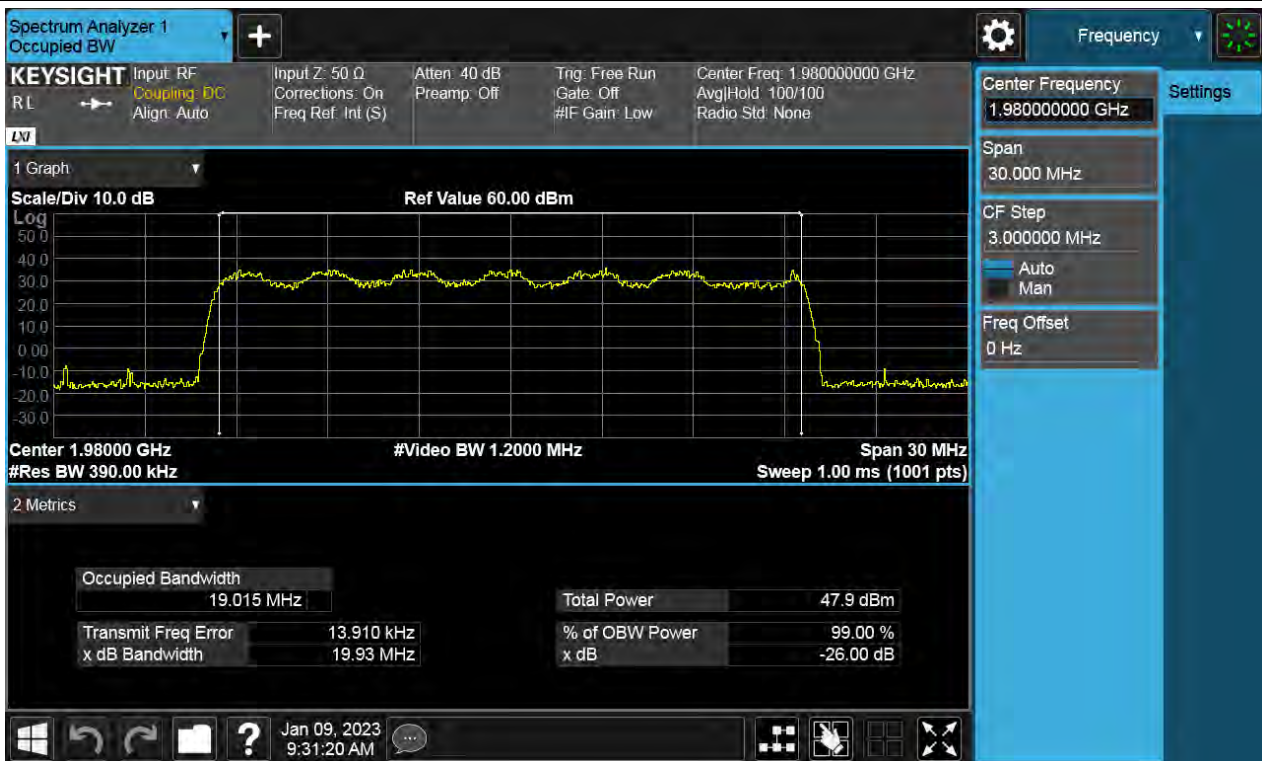 Spectrum Analyzer 1
Occupied BW
+
Frequency
KEYSIGHT
RL
LXI
Input: RF
Coupling: DC
Align: Auto
Input Z: 50 Ω
Corrections: On
Freq Ref: Int (S)
Atten: 40 dB
Preamp: Off
Trig: Free Run
Gate: Off
#IF Gain: Low
Center Freq: 1.980000000 GHz
Avg|Hold: 100/100
Radio Std: None
Center Frequency
1.980000000 GHz
Settings
Span
30.000 MHz
CF Step
3.000000 MHz
Auto
Man
Freq Offset
0 Hz
1 Graph
Scale/Div 10.0 dB
Ref Value 60.00 dBm
Log
50.0
40.0
30.0
20.0
10.0
0.00
-10.0
-20.0
-30.0
Center 1.98000 GHz
#Video BW 1.2000 MHz
Span 30 MHz
#Res BW 390.00 kHz
Sweep 1.00 ms (1001 pts)
2 Metrics
Occupied Bandwidth
19.015 MHz
Total Power 47.9 dBm
Transmit Freq Error 13.910 kHz
% of OBW Power 99.00 %
x dB Bandwidth 19.93 MHz
x dB -26.00 dB
?
Jan 09, 2023
9:31:20 AM